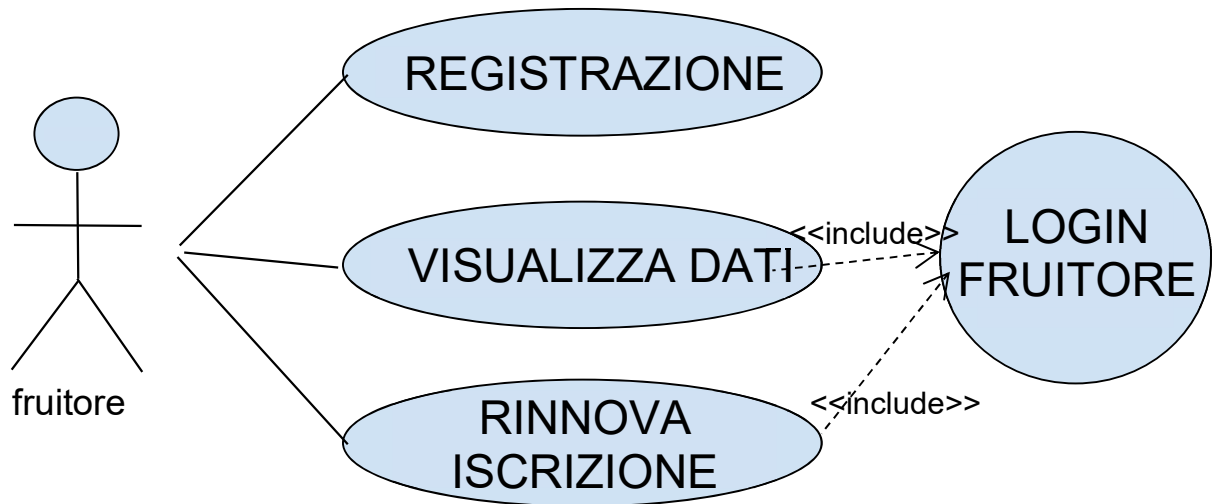 REGISTRAZIONE
VISUALIZZA DATI
<<include>>
LOGIN
FRUITORE
fruitore
RINNOVA
ISCRIZIONE
<<include>>